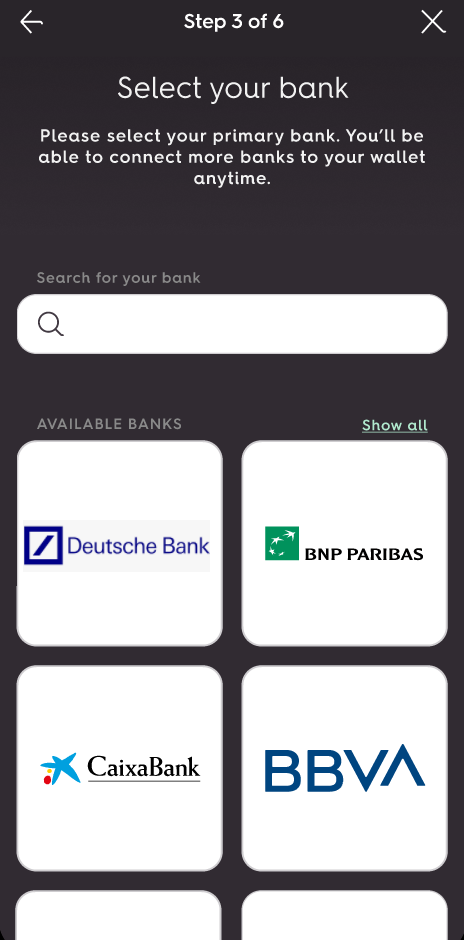 Step 3 of 6
Select your bank
Please select your primary bank. You’ll be
able to connect more banks to your wallet
anytime.
Search for your bank
AVAILABLE BANKS
Show all
Deutsche Bank
BNP PARIBAS
CaixaBank
BBVA